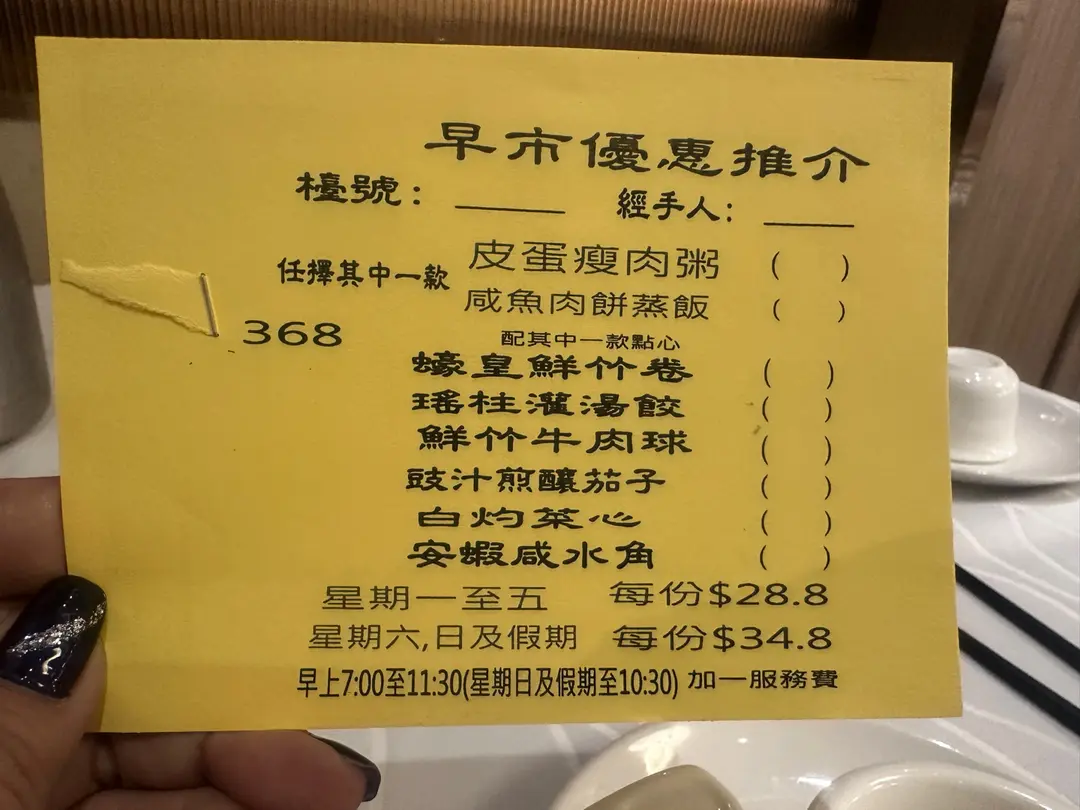 早市優惠推介
檯號：______ 經手人：______
任擇其中一款 皮蛋瘦肉粥 ( )
咸魚肉餅蒸飯 ( )
368 配其中一款點心
蠔皇鮮竹卷 ( )
瑤柱灌湯餃 ( )
鮮竹牛肉球 ( )
豉汁煎釀茄子 ( )
白灼菜心 ( )
安蝦咸水角 ( )
星期一至五 每份$28.8
星期六,日及假期 每份$34.8
早上7:00至11:30(星期日及假期至10:30) 加一服務費